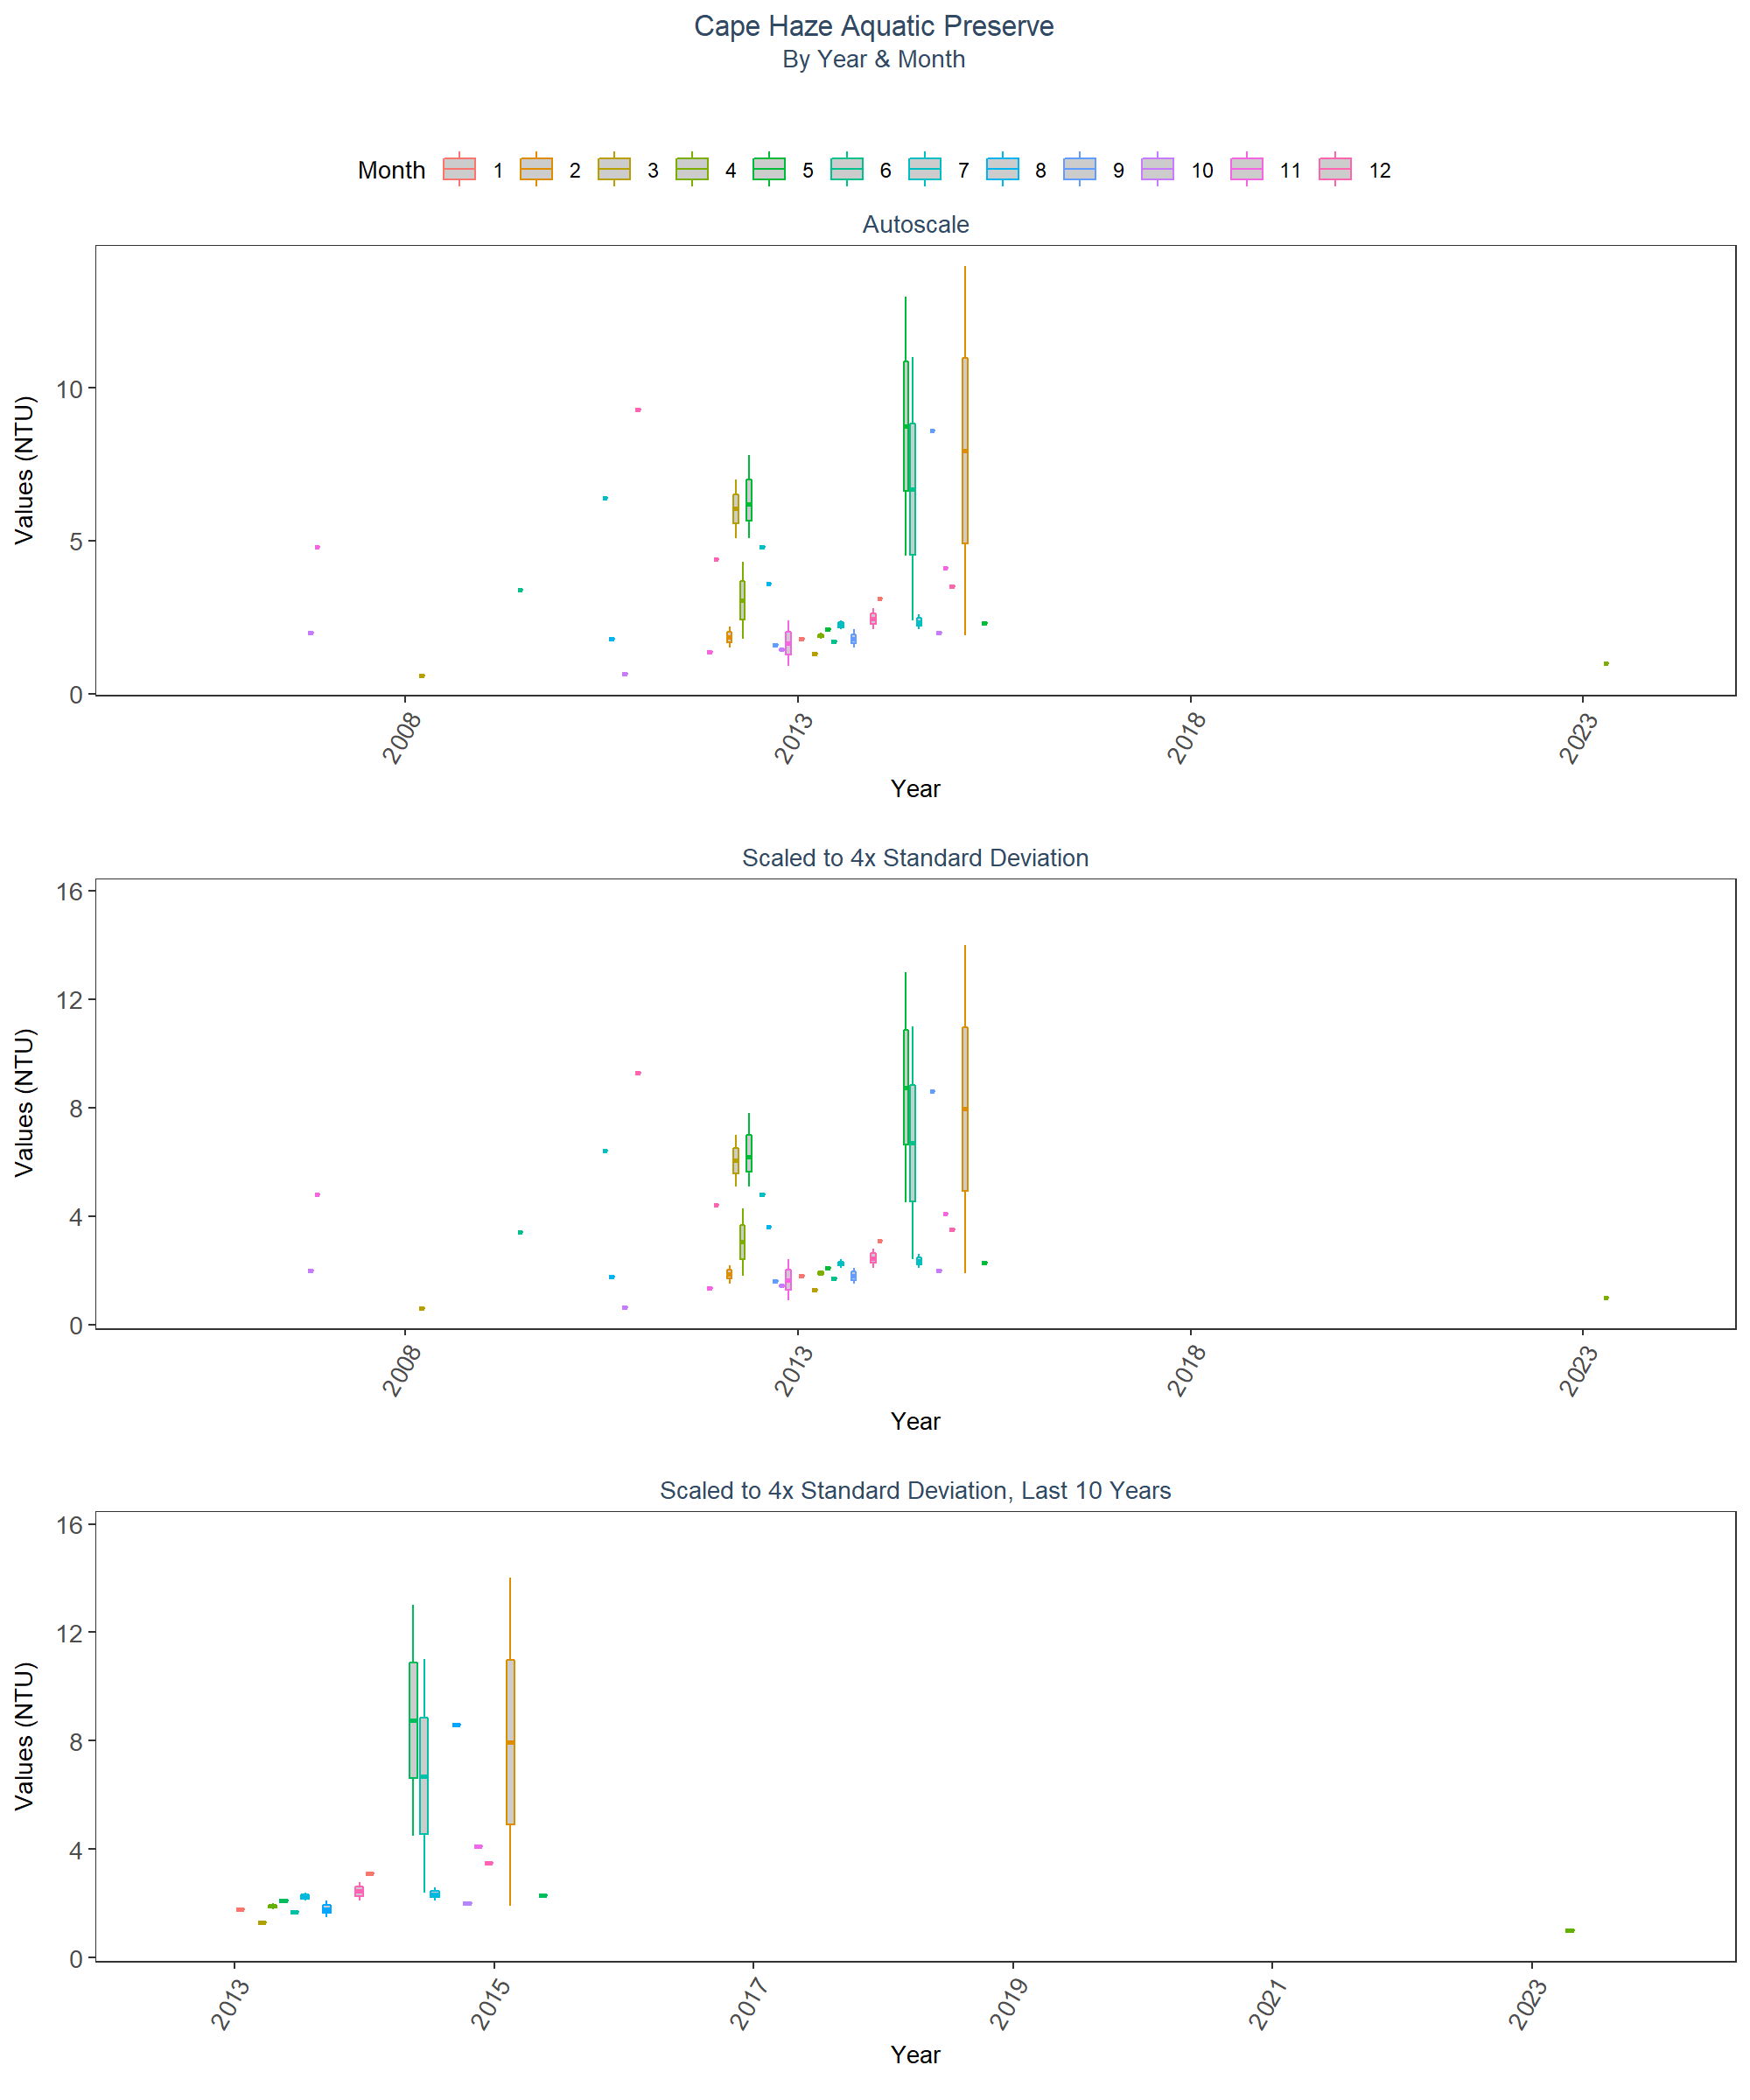 Cape Haze Aquatic Preserve
By Year & Month
Month 1 2 3 4 5 6 7 8 9 10 11 12
Autoscale
Values (NTU)
10
5
0
2008 2013 2018 2023
Year
Scaled to 4x Standard Deviation
Values (NTU)
16
12
8
4
0
2008 2013 2018 2023
Year
Scaled to 4x Standard Deviation, Last 10 Years
Values (NTU)
16
12
8
4
0
2013 2015 2017 2019 2021 2023
Year